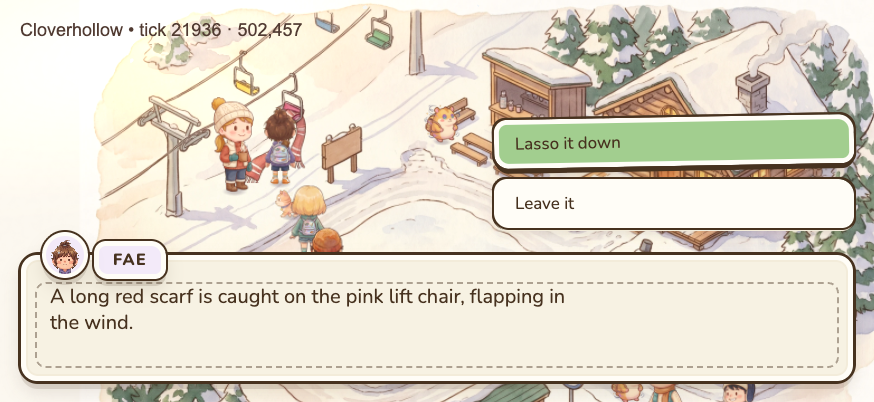 Cloverhollow • tick 21936 · 502,457
Lasso it down
Leave it
FAE
A long red scarf is caught on the pink lift chair, flapping in
the wind.